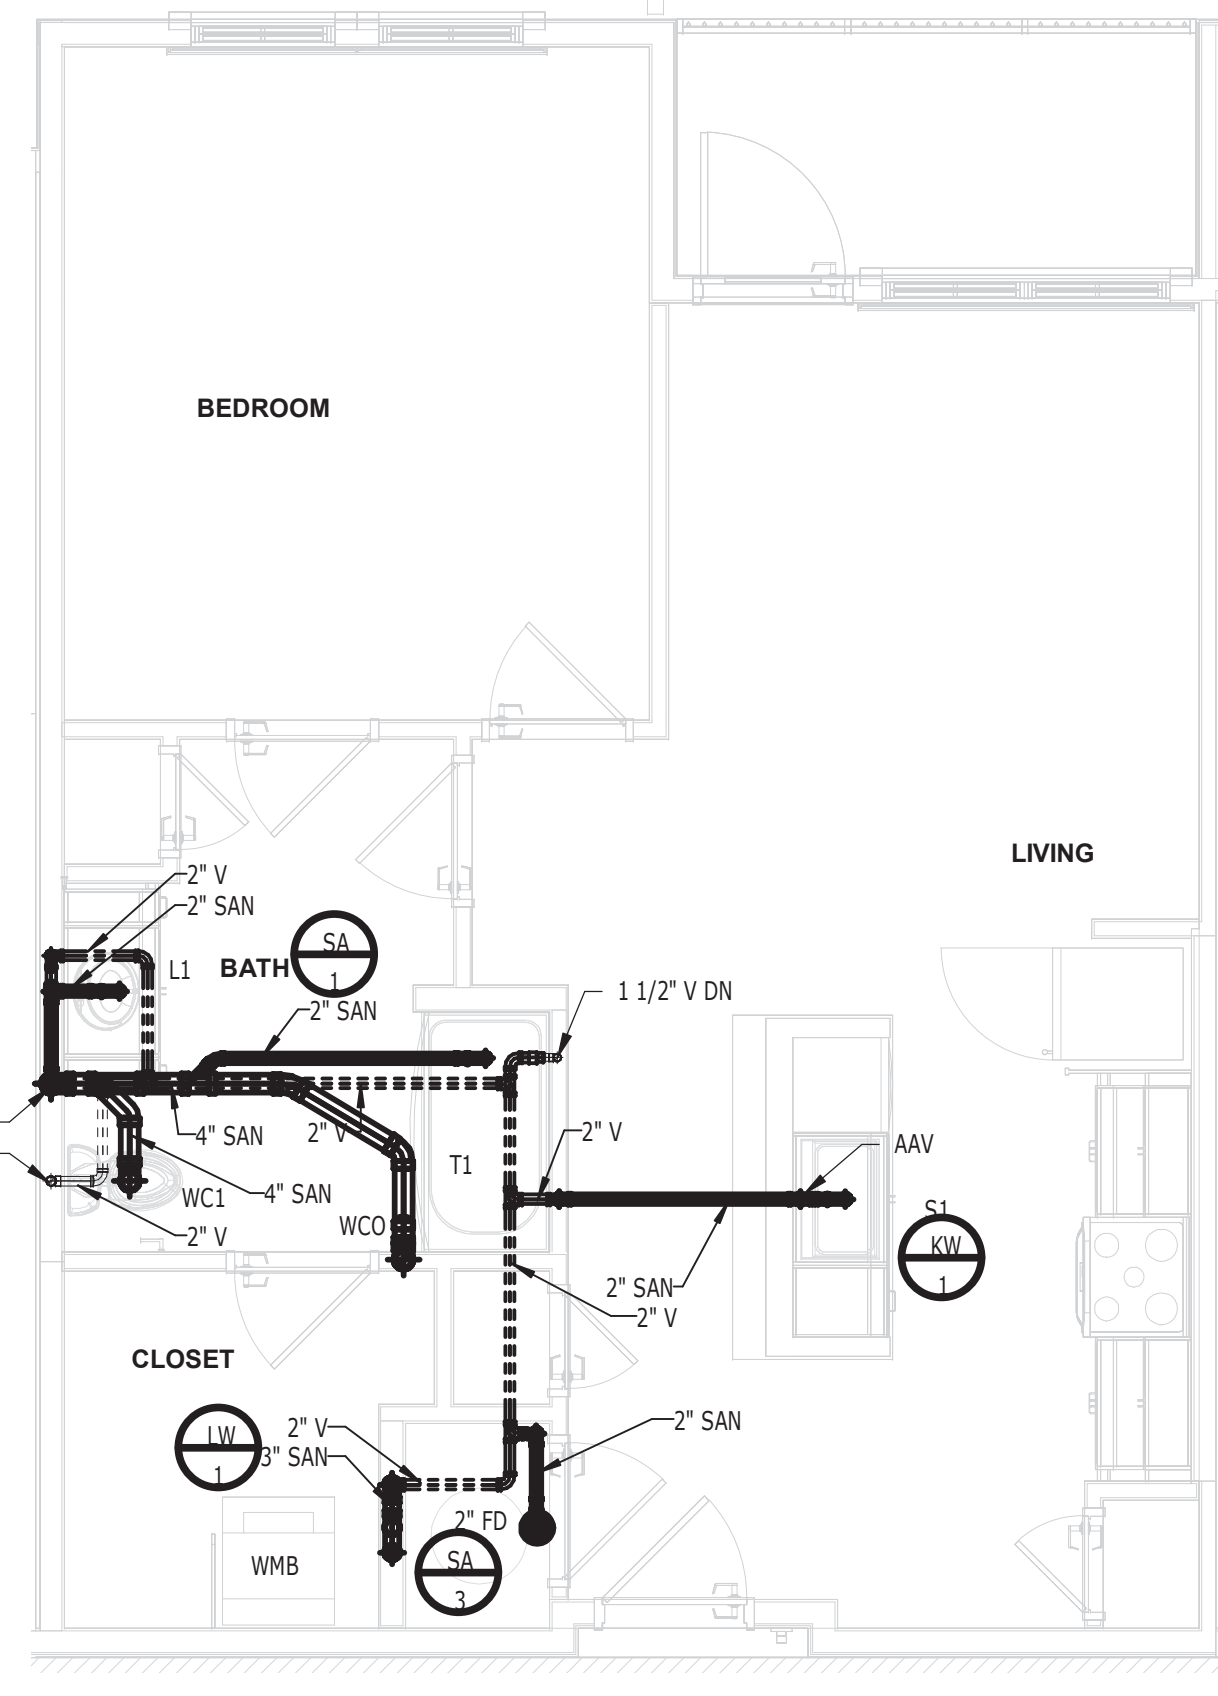 BEDROOM
LIVING
2" V
2" SAN
L1
BATH
SA
1
2" SAN
1 1/2" V DN
4" SAN
2" V
2" V
AAV
T1
WC1
4" SAN
S1
WCO
2" V
KW
1
2" SAN
2" V
CLOSET
2" V
2" SAN
LW
1
3" SAN
2" FD
WMB
SA
3